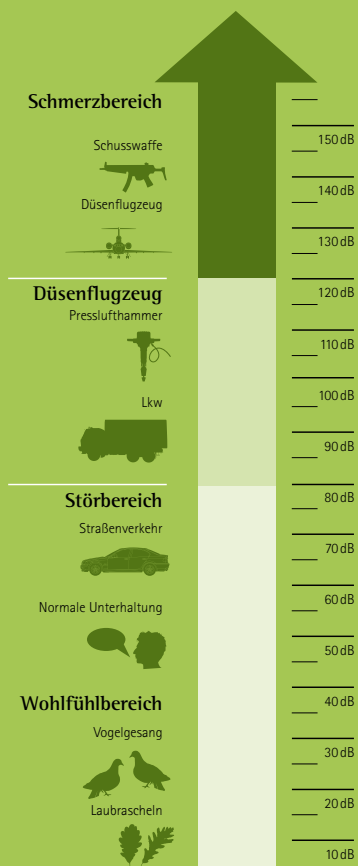 Schmerzbereich
150 dB
Schusswaffe
140 dB
Düsenflugzeug
130 dB
Düsenflugzeug
120 dB
Presslufthammer
110 dB
Lkw
100 dB
90 dB
Störbereich
80 dB
Straßenverkehr
70 dB
Normale Unterhaltung
60 dB
50 dB
Wohlfühlbereich
40 dB
Vogelgesang
30 dB
Laubrascheln
20 dB
10 dB